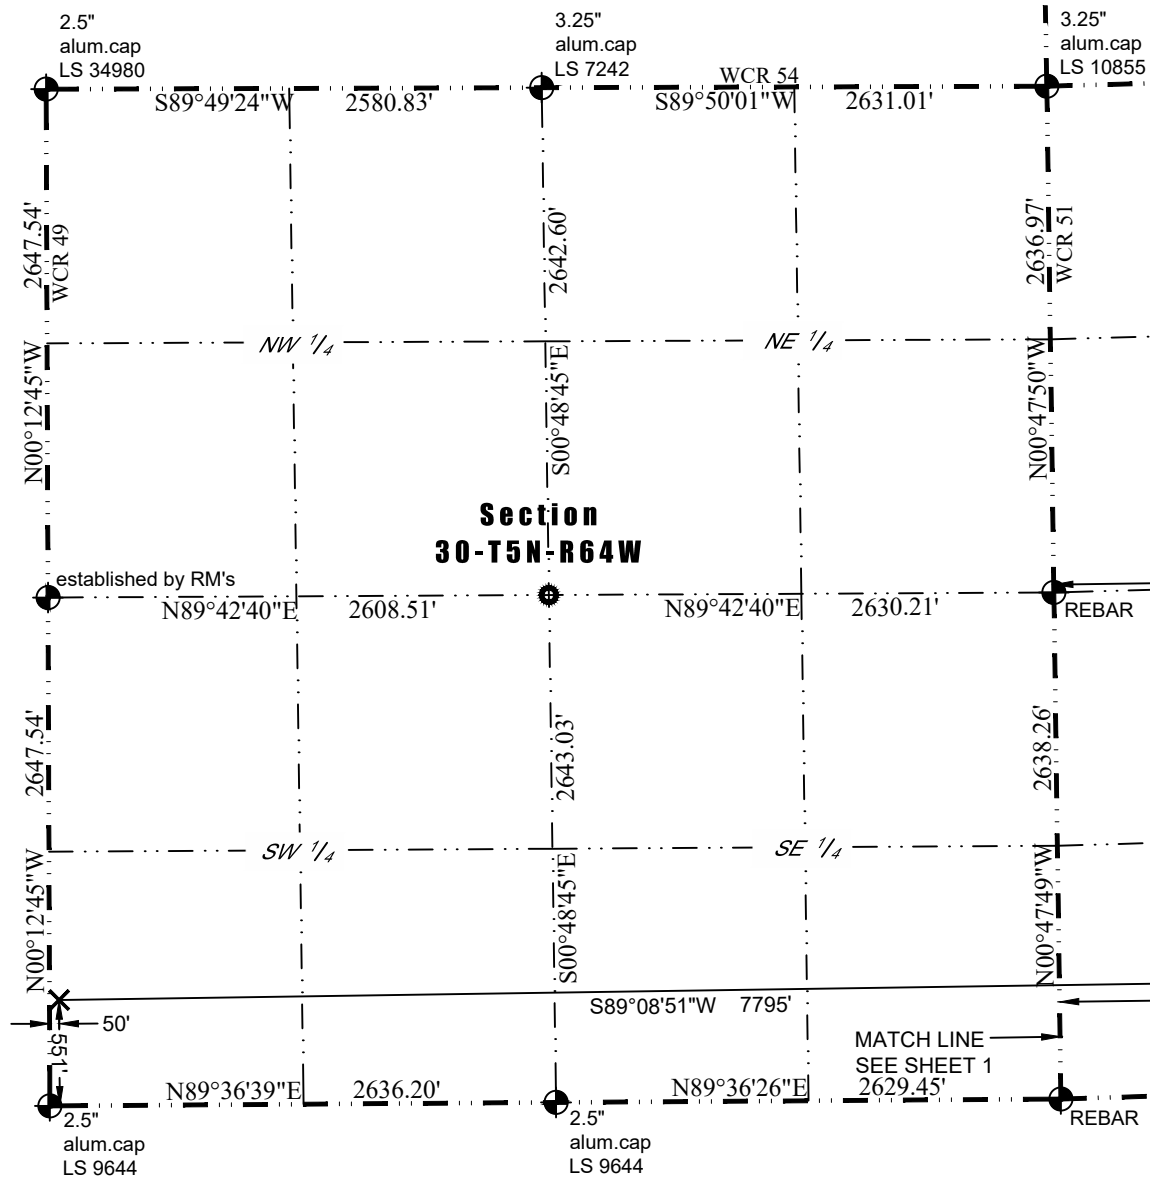 2.5"
alum.cap
LS 34980
3.25"
alum.cap
LS 7242
3.25"
alum.cap
LS 10855
WCR 54
S89°49'24"W 2580.83'
S89°50'01"W 2631.01'
2647.54'
WCR 49
2642.60'
2636.97'
WCR 51
NW 1/4
NE 1/4
N00°12'45"W
S00°48'45"E
N00°47'50"W
Section
30-T5N-R64W
established by RM's
N89°42'40"E 2608.51'
N89°42'40"E 2630.21'
REBAR
2647.54'
2643.03'
2638.26'
SW 1/4
SE 1/4
N00°12'45"W
S00°48'45"E
N00°47'49"W
S89°08'51"W 7795'
50'
551'
MATCH LINE
SEE SHEET 1
N89°36'39"E 2636.20'
N89°36'26"E 2629.45'
2.5"
alum.cap
LS 9644
2.5"
alum.cap
LS 9644
REBAR